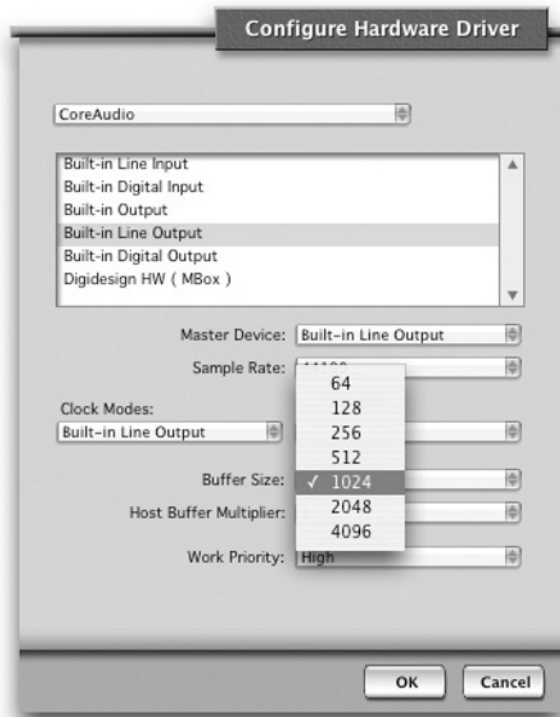 Configure Hardware Driver
CoreAudio
Built-in Line Input
Built-in Digital Input
Built-in Output
Built-in Line Output
Built-in Digital Output
Digidesign HW ( MBox )
Master Device: Built-in Line Output
Sample Rate: 44100
64
Clock Modes:
128
Built-in Line Output
256
512
Buffer Size: ✓ 1024
Host Buffer Multiplier: 2048
4096
Work Priority: High
OK Cancel